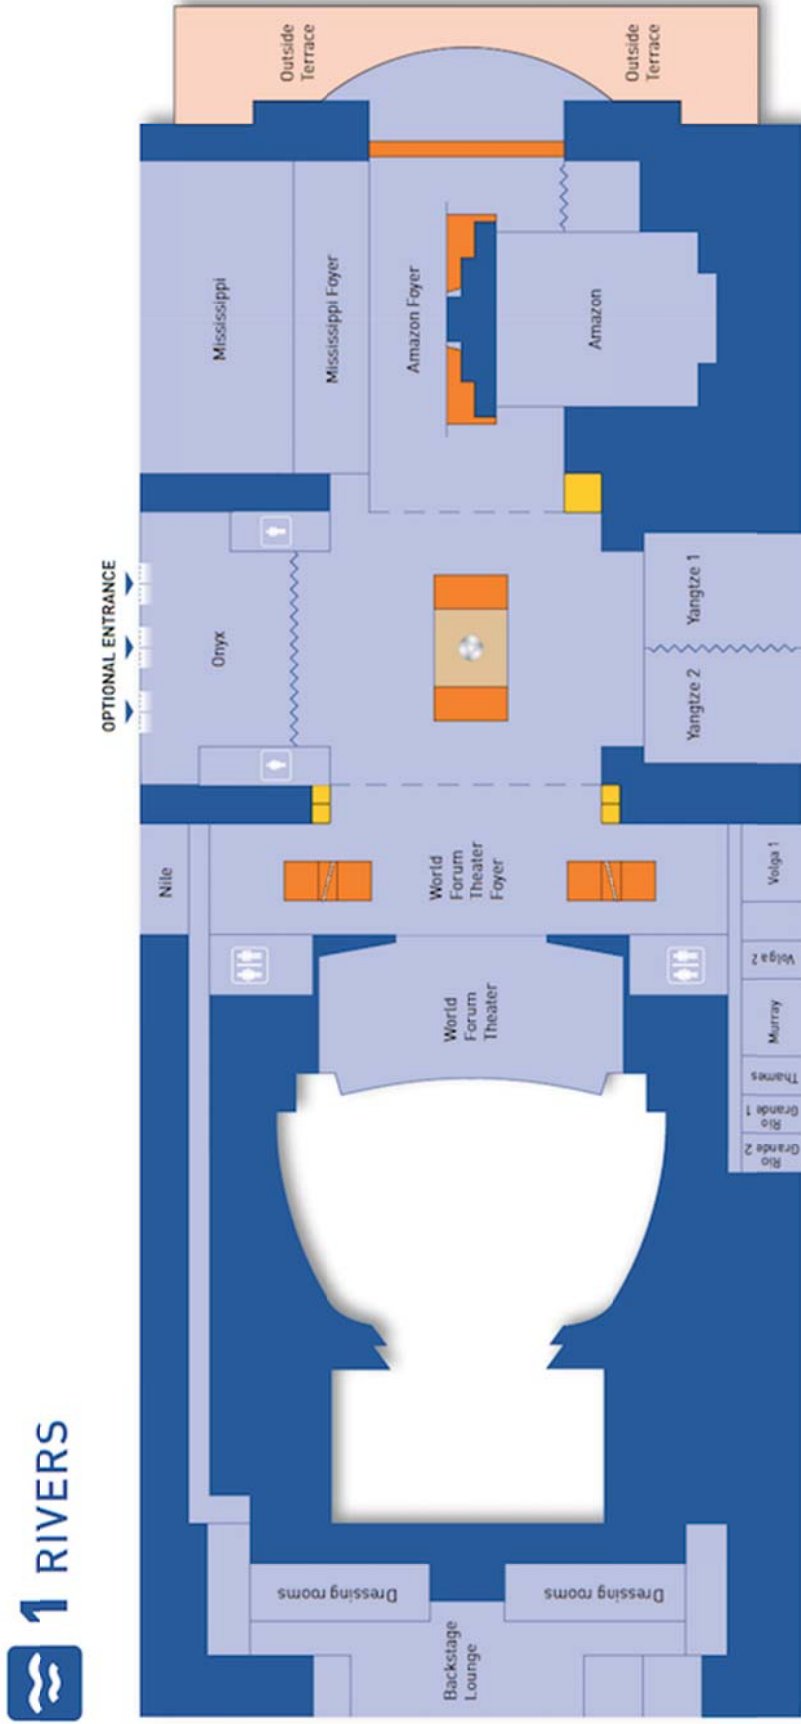 1 RIVERS
OPTIONAL ENTRANCE
Outside
Terrace
Outside
Terrace
Mississippi
Mississippi Foyer
Amazon Foyer
Amazon
Onyx
Yangtze 1
Yangtze 2
Nile
World
Forum
Theater
Foyer
World
Forum
Theater
Volga 1
Volga 2
Murray
Thames
Rio
Grande 1
Rio
Grande 2
Dressing rooms
Dressing rooms
Backstage
Lounge